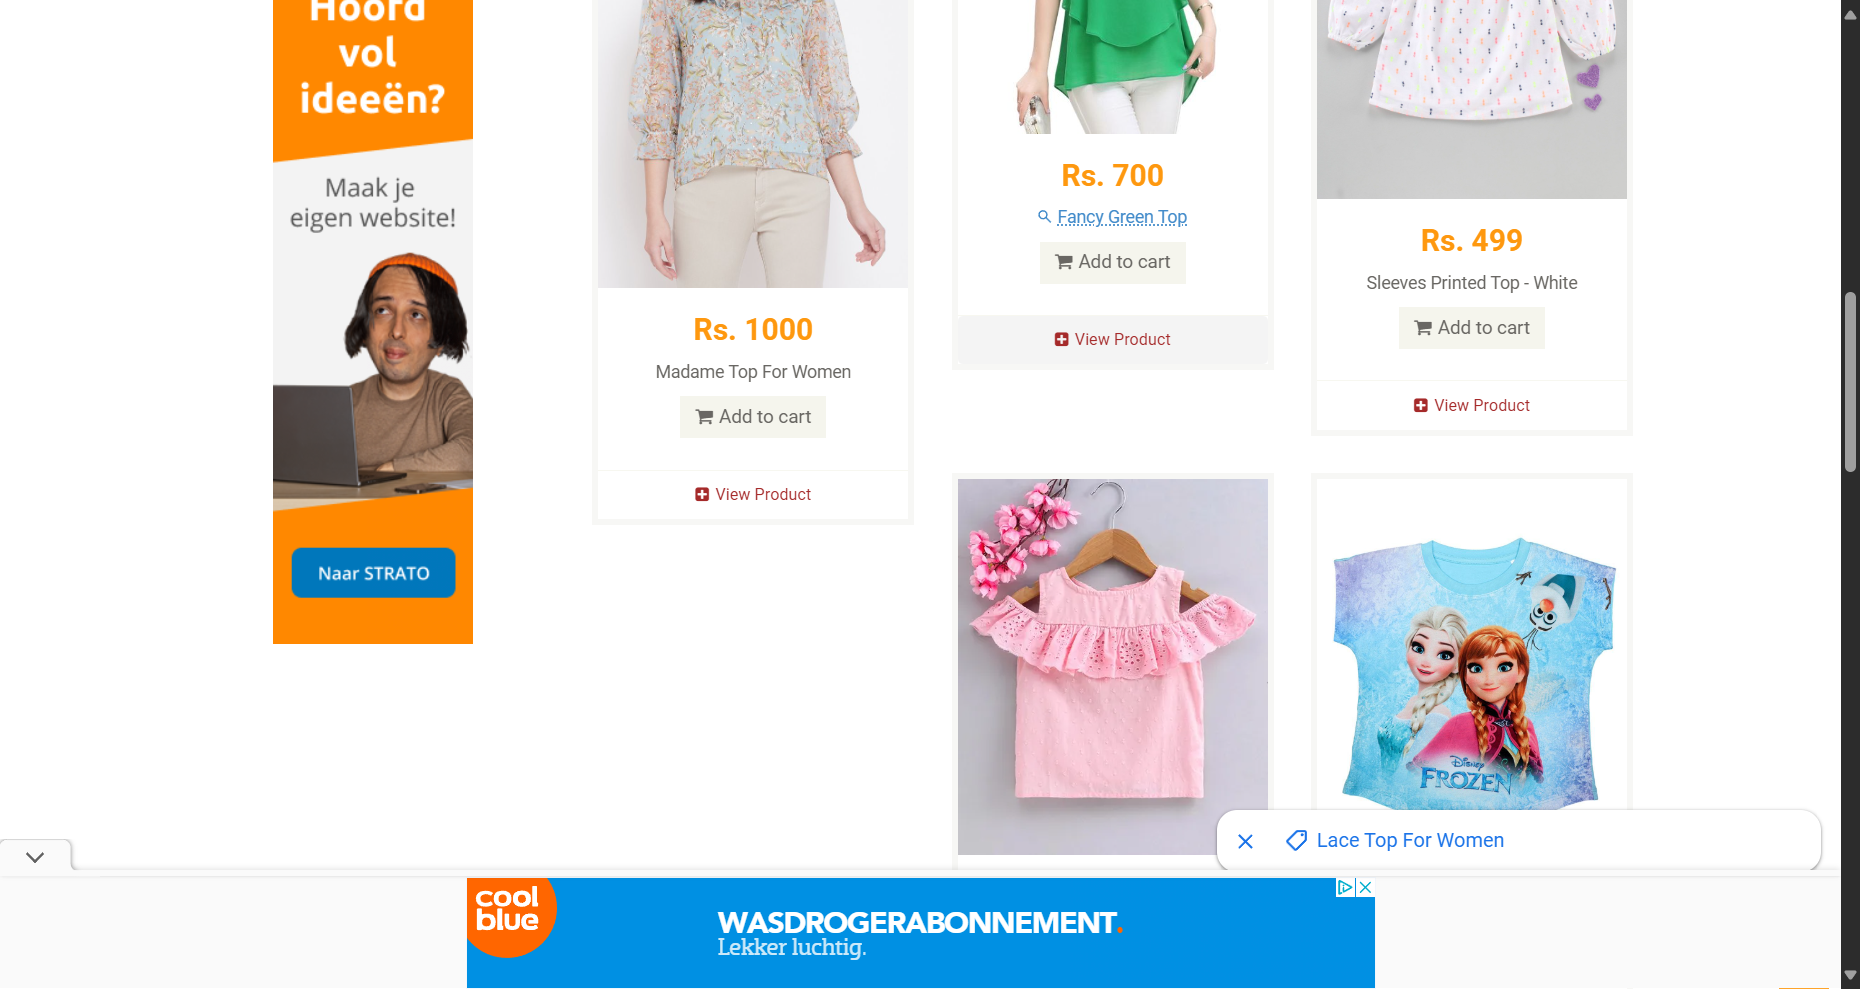 Hoord
vol
ideeën?
Maak je
eigen website!
Naar STRATO
Rs. 1000
Madame Top For Women
Add to cart
View Product
Rs. 700
Fancy Green Top
Add to cart
View Product
Rs. 499
Sleeves Printed Top - White
Add to cart
View Product
Disney
FROZEN
Lace Top For Women
cool
blue
WASDROGERABONNEMENT.
Lekker luchtig.